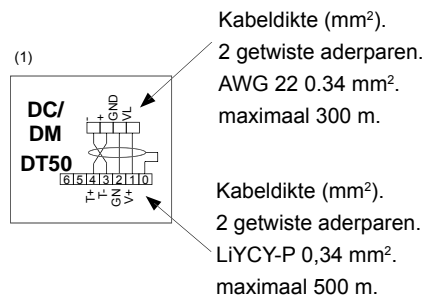 Kabeldikte (mm²).
2 getwiste aderparen.
AWG 22 0.34 mm².
maximaal 300 m.
(1)
DC/
DM
DT50
- + GND VL
6 5 4 3 2 1 0
T+ T- GN V+
Kabeldikte (mm²).
2 getwiste aderparen.
LiYCY-P 0,34 mm².
maximaal 500 m.